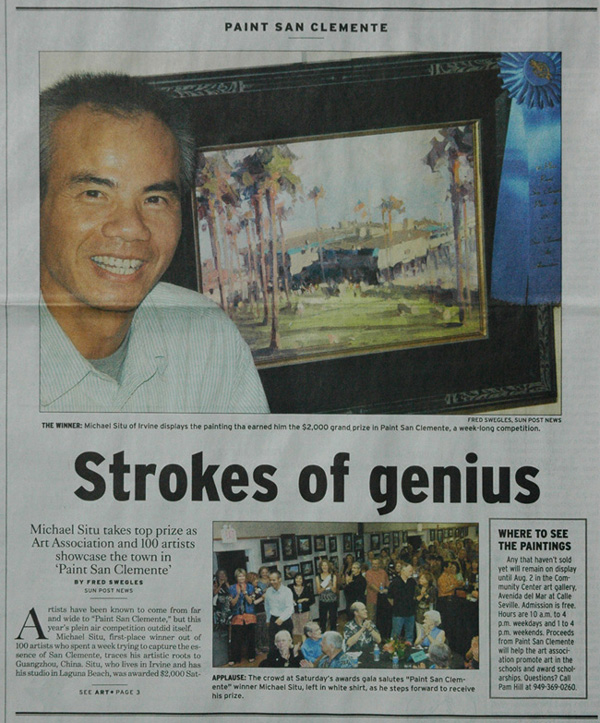 PAINT SAN CLEMENTE
FRED SWEGLES, SUN POST NEWS
THE WINNER: Michael Situ of Irvine displays the painting tha earned him the $2,000 grand prize in Paint San Clemente, a week-long competition.
Strokes of genius
Michael Situ takes top prize as
Art Association and 100 artists
showcase the town in
‘Paint San Clemente’
BY FRED SWEGLES
SUN POST NEWS
Artists have been known to come from far
and wide to “Paint San Clemente,” but this
year’s plein air competition outdid itself.
Michael Situ, first-place winner out of
100 artists who spent a week trying to capture the es-
sence of San Clemente, traces his artistic roots to
Guangzhou, China. Situ, who lives in Irvine and has
his studio in Laguna Beach, was awarded $2,000 Sat-
SEE ART • PAGE 3
APPLAUSE: The crowd at Saturday’s awards gala salutes “Paint San Clem-
ente” winner Michael Situ, left in white shirt, as he steps forward to receive
his prize.
WHERE TO SEE
THE PAINTINGS
Any that haven’t sold
yet will remain on display
until Aug. 2 in the Com-
munity Center art gallery,
Avenida del Mar at Calle
Seville. Admission is free.
Hours are 10 a.m. to 4
p.m. weekdays and 1 to 4
p.m. weekends. Proceeds
from Paint San Clemente
will help the art associ-
ation promote art in the
schools and award schol-
arships. Questions? Call
Pam Hill at 949-369-0260.